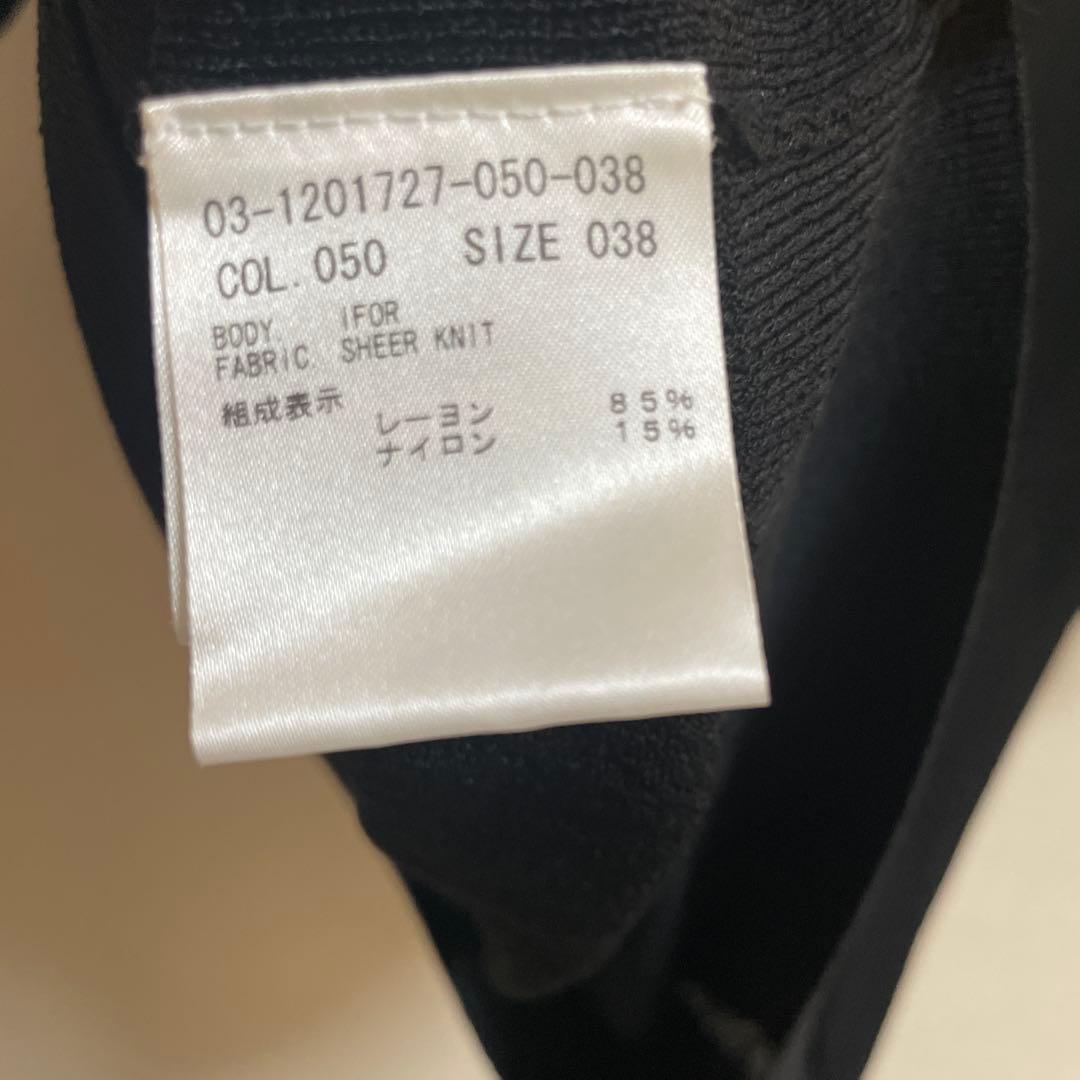 03-1201727-050-038
COL. 050 SIZE 038
BODY IFOR
FABRIC. SHEER KNIT
組成表示
レーヨン 85%
ナイロン 15%